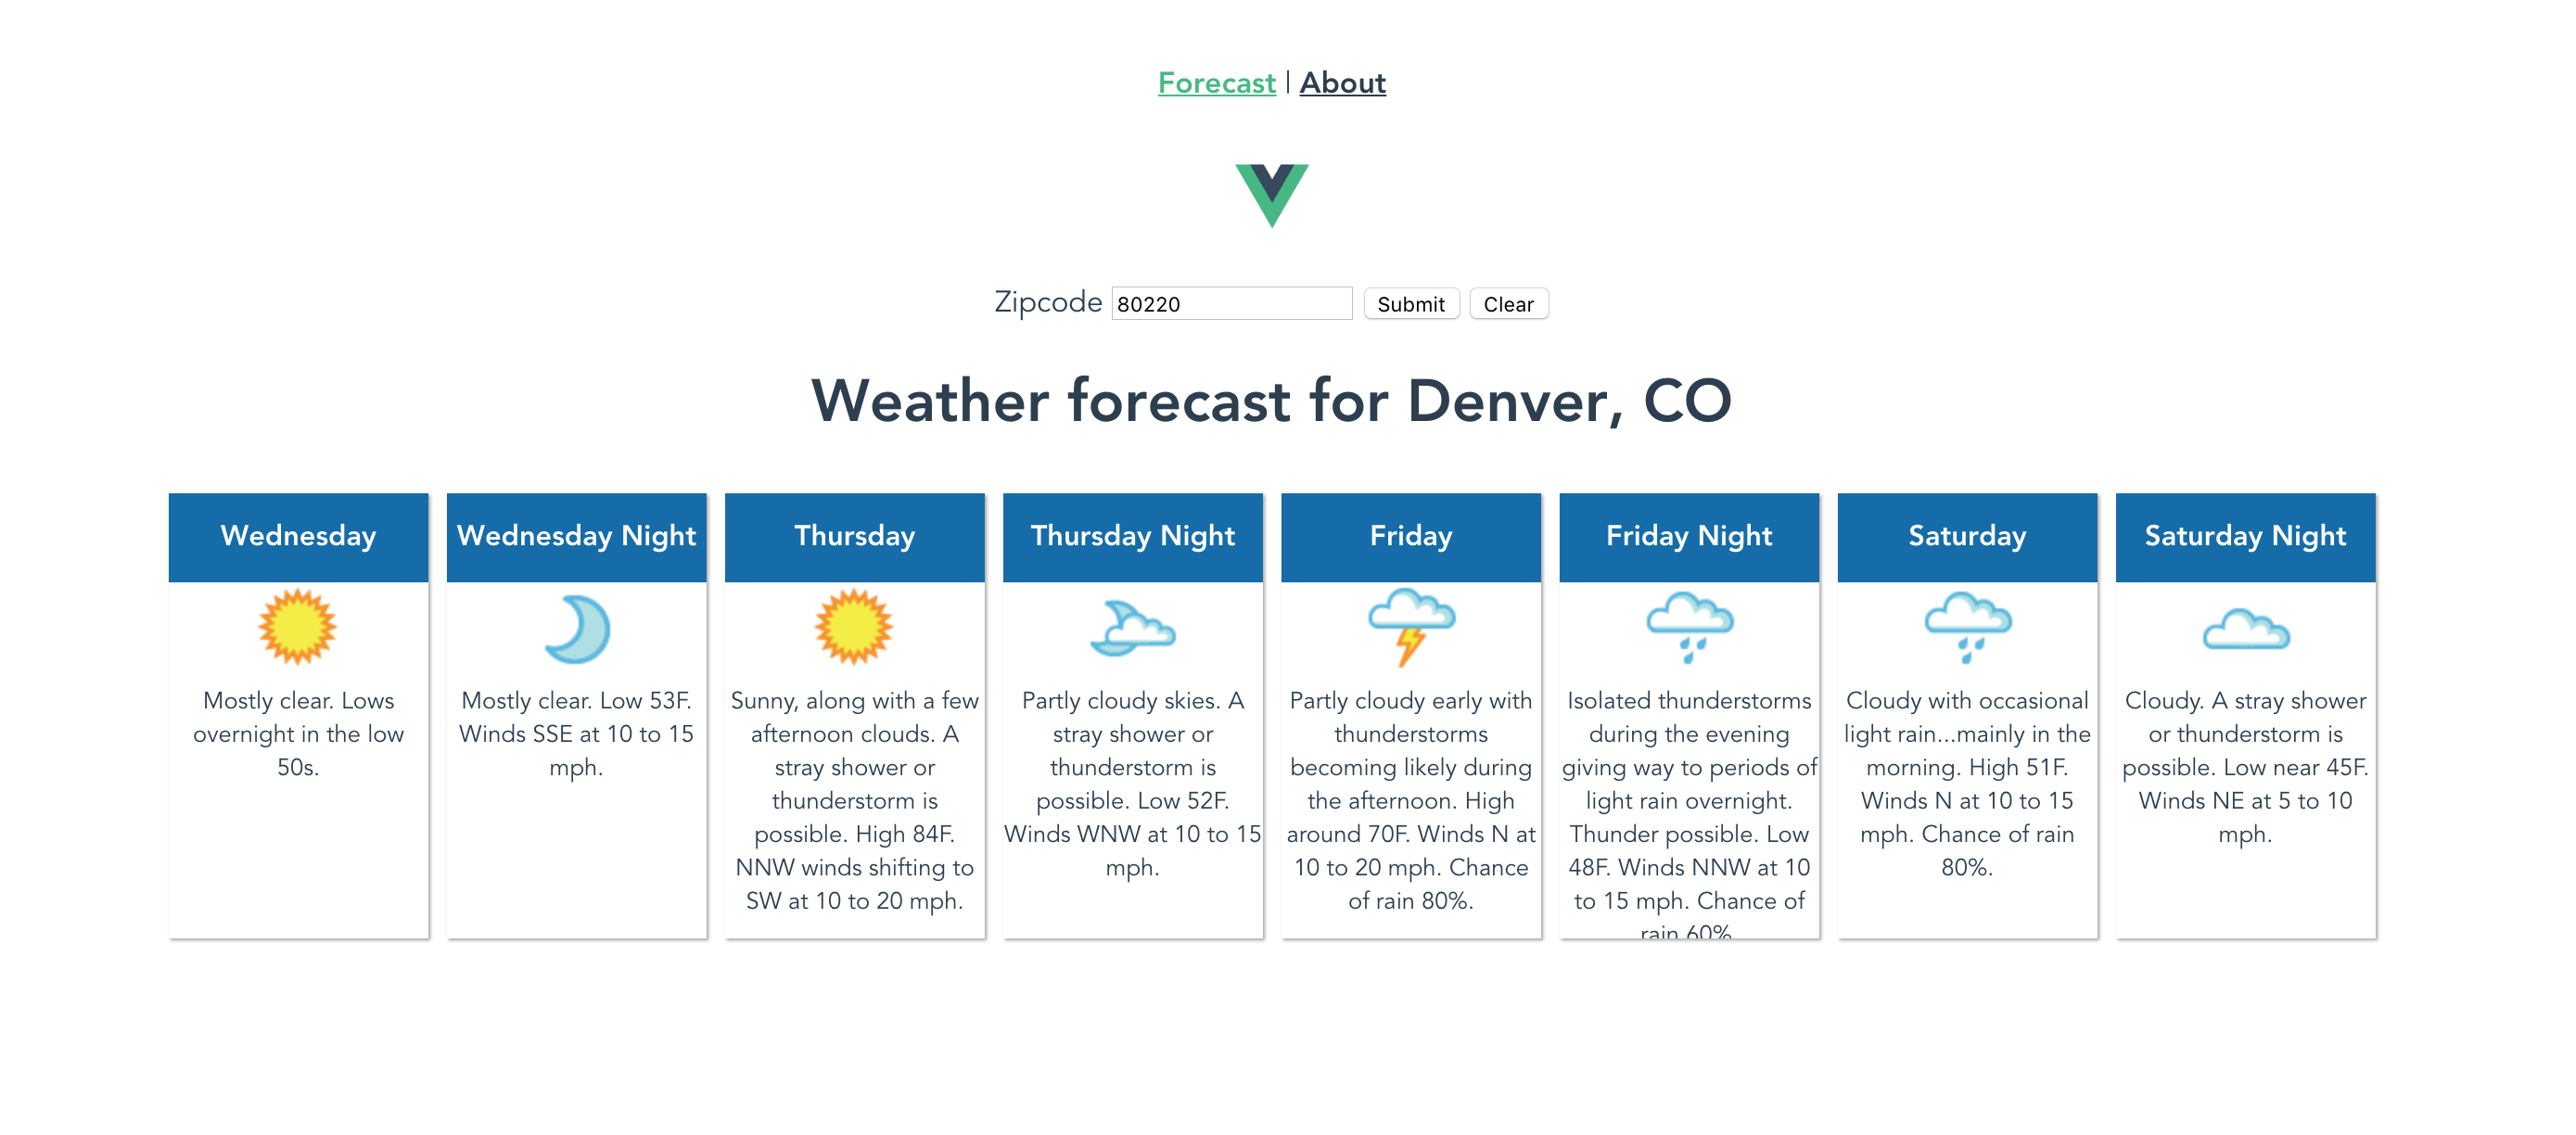 Forecast | About
Zipcode 80220 Submit Clear
Weather forecast for Denver, CO
Wednesday
Mostly clear. Lows
overnight in the low
50s.
Wednesday Night
Mostly clear. Low 53F.
Winds SSE at 10 to 15
mph.
Thursday
Sunny, along with a few
afternoon clouds. A
stray shower or
thunderstorm is
possible. High 84F.
NNW winds shifting to
SW at 10 to 20 mph.
Thursday Night
Partly cloudy skies. A
stray shower or
thunderstorm is
possible. Low 52F.
Winds WNW at 10 to 15
mph.
Friday
Partly cloudy early with
thunderstorms
becoming likely during
the afternoon. High
around 70F. Winds N at
10 to 20 mph. Chance
of rain 80%.
Friday Night
Isolated thunderstorms
during the evening
giving way to periods of
light rain overnight.
Thunder possible. Low
48F. Winds NNW at 10
to 15 mph. Chance of
rain 60%
Saturday
Cloudy with occasional
light rain...mainly in the
morning. High 51F.
Winds N at 10 to 15
mph. Chance of rain
80%.
Saturday Night
Cloudy. A stray shower
or thunderstorm is
possible. Low near 45F.
Winds NE at 5 to 10
mph.